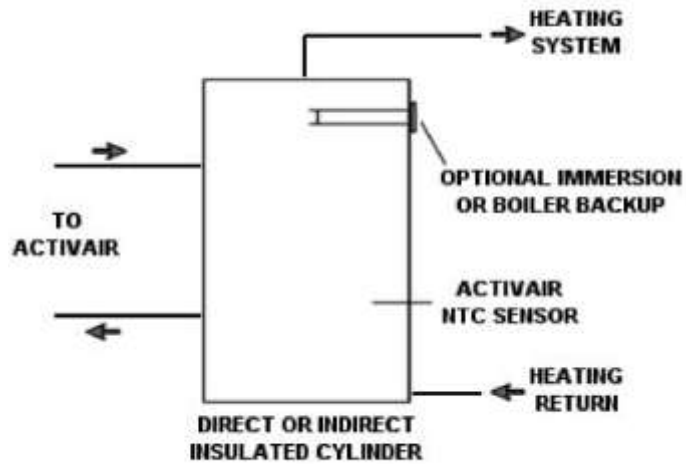 HEATING
SYSTEM
OPTIONAL IMMERSION
OR BOILER BACKUP
TO
ACTIVAIR
ACTIVAIR
NTC SENSOR
HEATING
RETURN
DIRECT OR INDIRECT
INSULATED CYLINDER